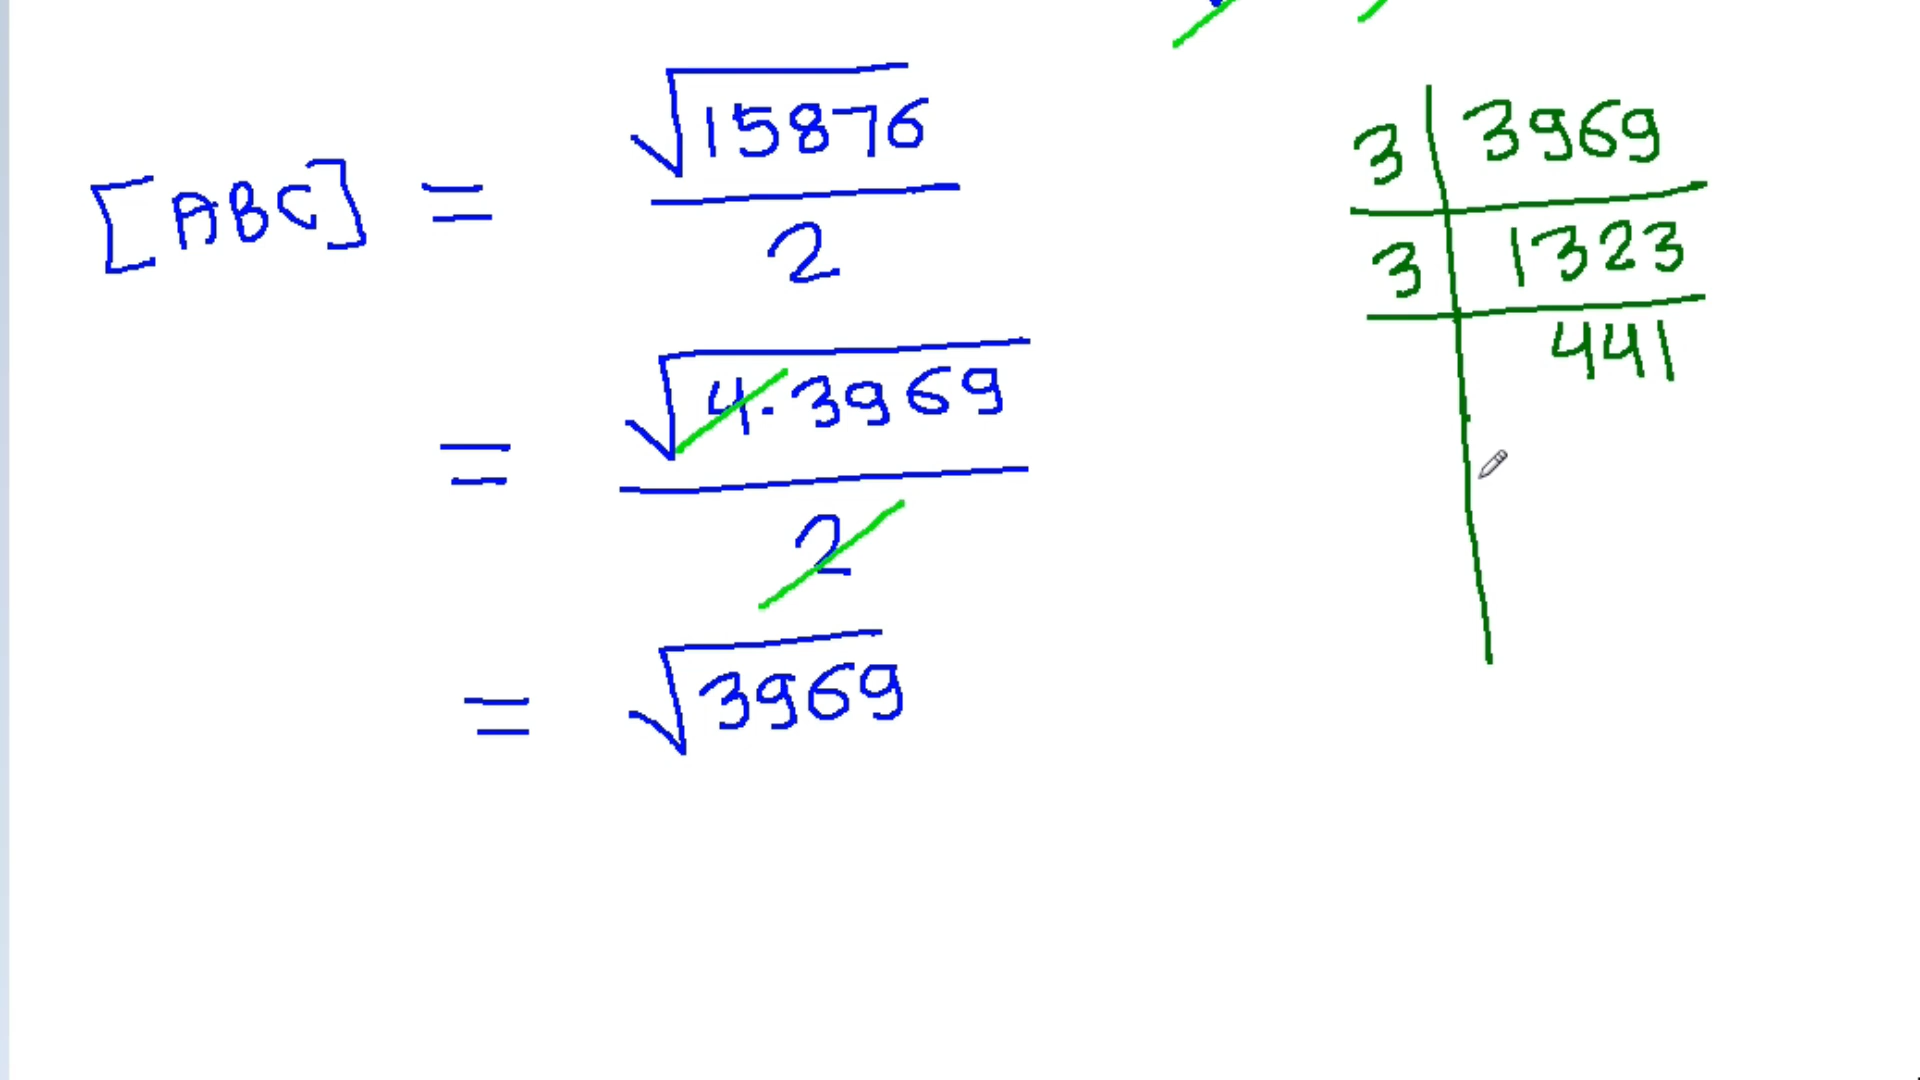 [ABC] = √15876 / 2
= √4·3969 / 2
= √3969
3 | 3969
3 | 1323
441